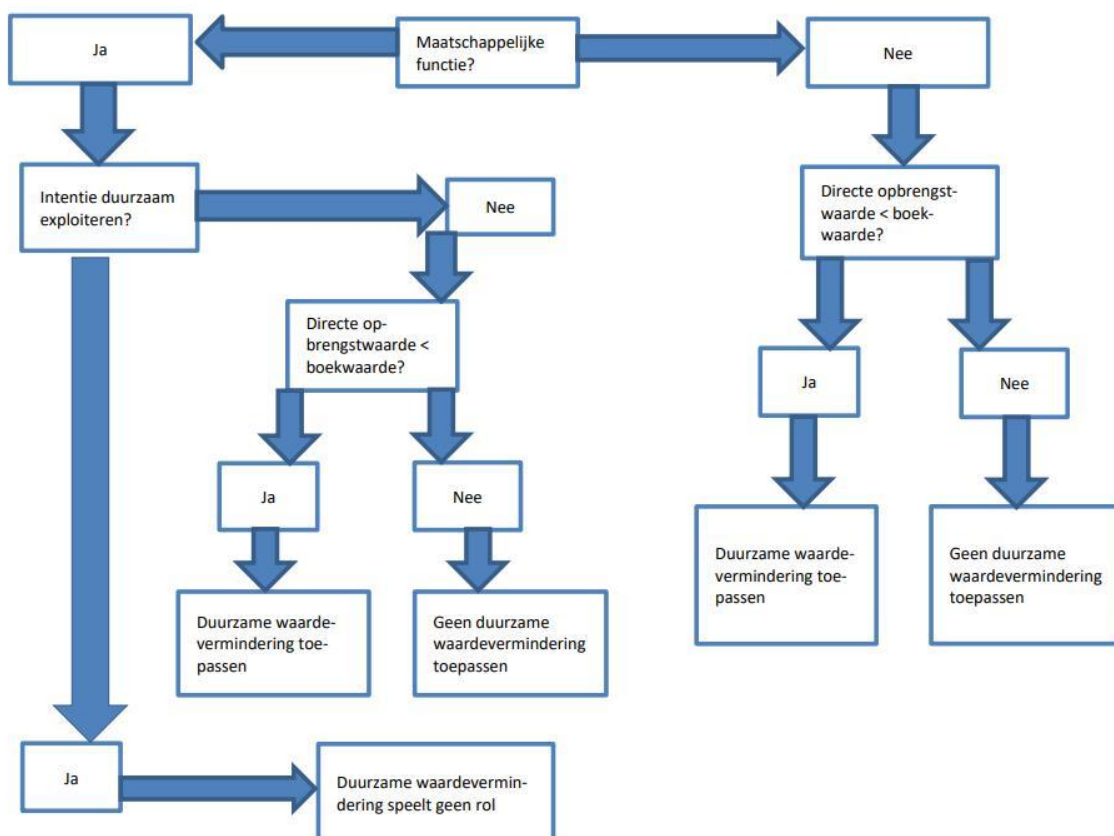 Ja
Maatschappelijke
functie?
Nee
Intentie duurzaam
exploiteren?
Nee
Directe opbrengst-
waarde < boek-
waarde?
Directe op-
brengstwaarde <
boekwaarde?
Ja
Nee
Ja
Nee
Duurzame waarde-
vermindering toe-
passen
Geen duurzame
waardevermindering
toepassen
Duurzame waarde-
vermindering toe-
passen
Geen duurzame
waardevermindering
toepassen
Ja
Duurzame waardevermin-
dering speelt geen rol